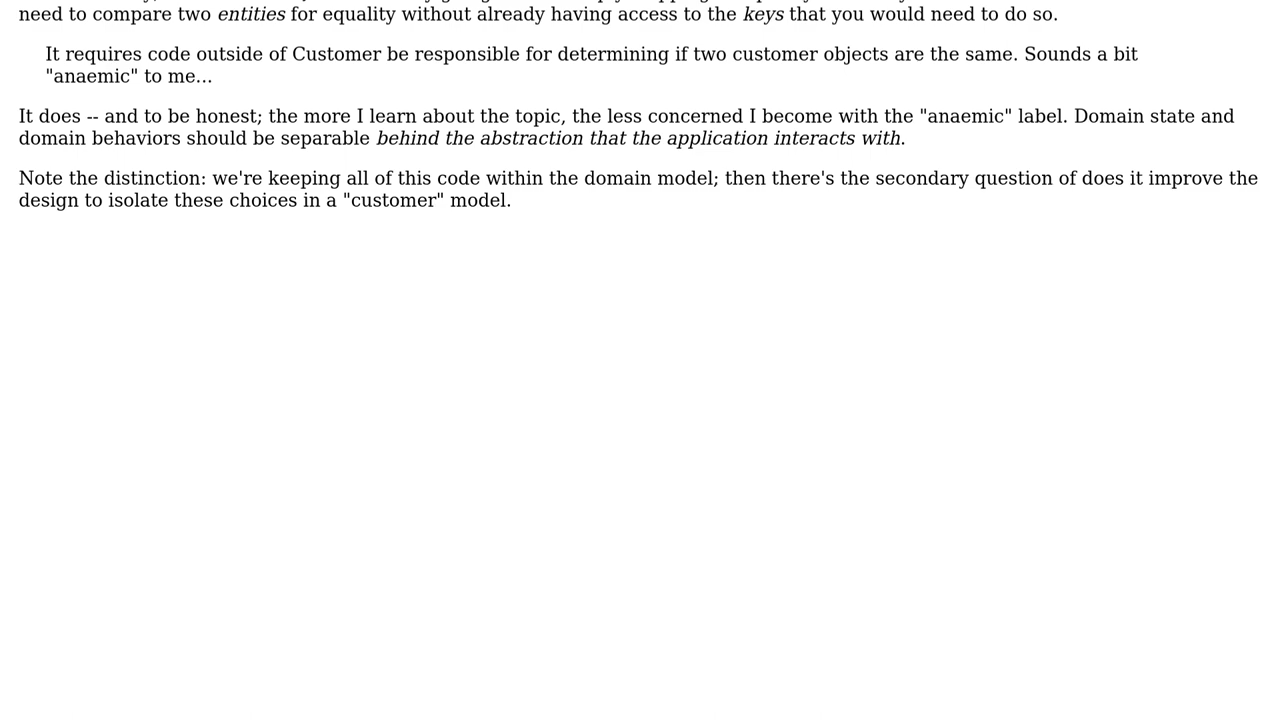 need to compare two entities for equality without already having access to the keys that you would need to do so.
It requires code outside of Customer be responsible for determining if two customer objects are the same. Sounds a bit
"anaemic" to me...
It does -- and to be honest; the more I learn about the topic, the less concerned I become with the "anaemic" label. Domain state and
domain behaviors should be separable behind the abstraction that the application interacts with.
Note the distinction: we're keeping all of this code within the domain model; then there's the secondary question of does it improve the
design to isolate these choices in a "customer" model.